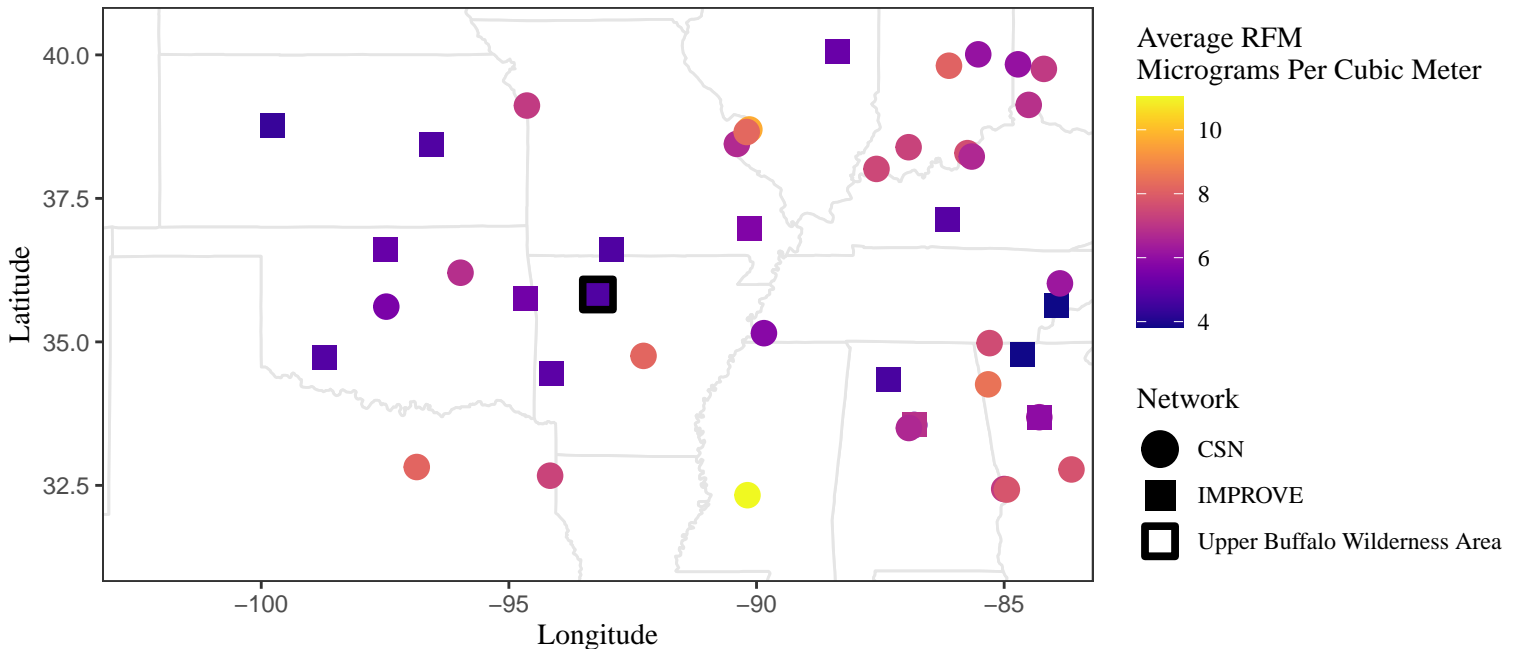 40.0
37.5
35.0
32.5
Latitude
−100
−95
−90
−85
Longitude
Average RFM
Micrograms Per Cubic Meter
10
8
6
4
Network
CSN
IMPROVE
Upper Buffalo Wilderness Area